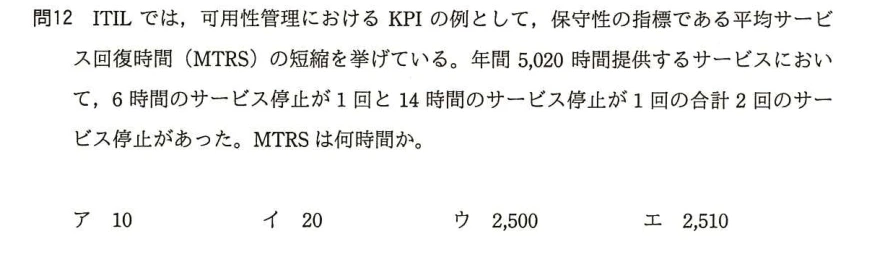 問12 ITIL では，可用性管理における KPI の例として，保守性の指標である平均サービ
ス回復時間（MTRS）の短縮を挙げている。年間 5,020 時間提供するサービスにおい
て，6 時間のサービス停止が 1 回と 14 時間のサービス停止が 1 回の合計 2 回のサー
ビス停止があった。MTRS は何時間か。
ア 10 イ 20 ウ 2,500 エ 2,510